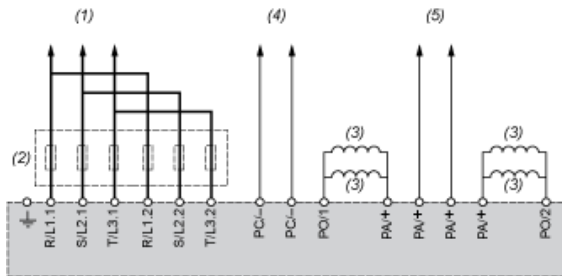 (1) (4) (5)
(2)
(3) (3)
(3) (3)
R/L1.1
S/L2.1
T/L3.1
R/L1.2
S/L2.2
T/L3.2
PC/–
PC/–
PO/1
PA/+
PA/+
PA/+
PA/+
PO/2